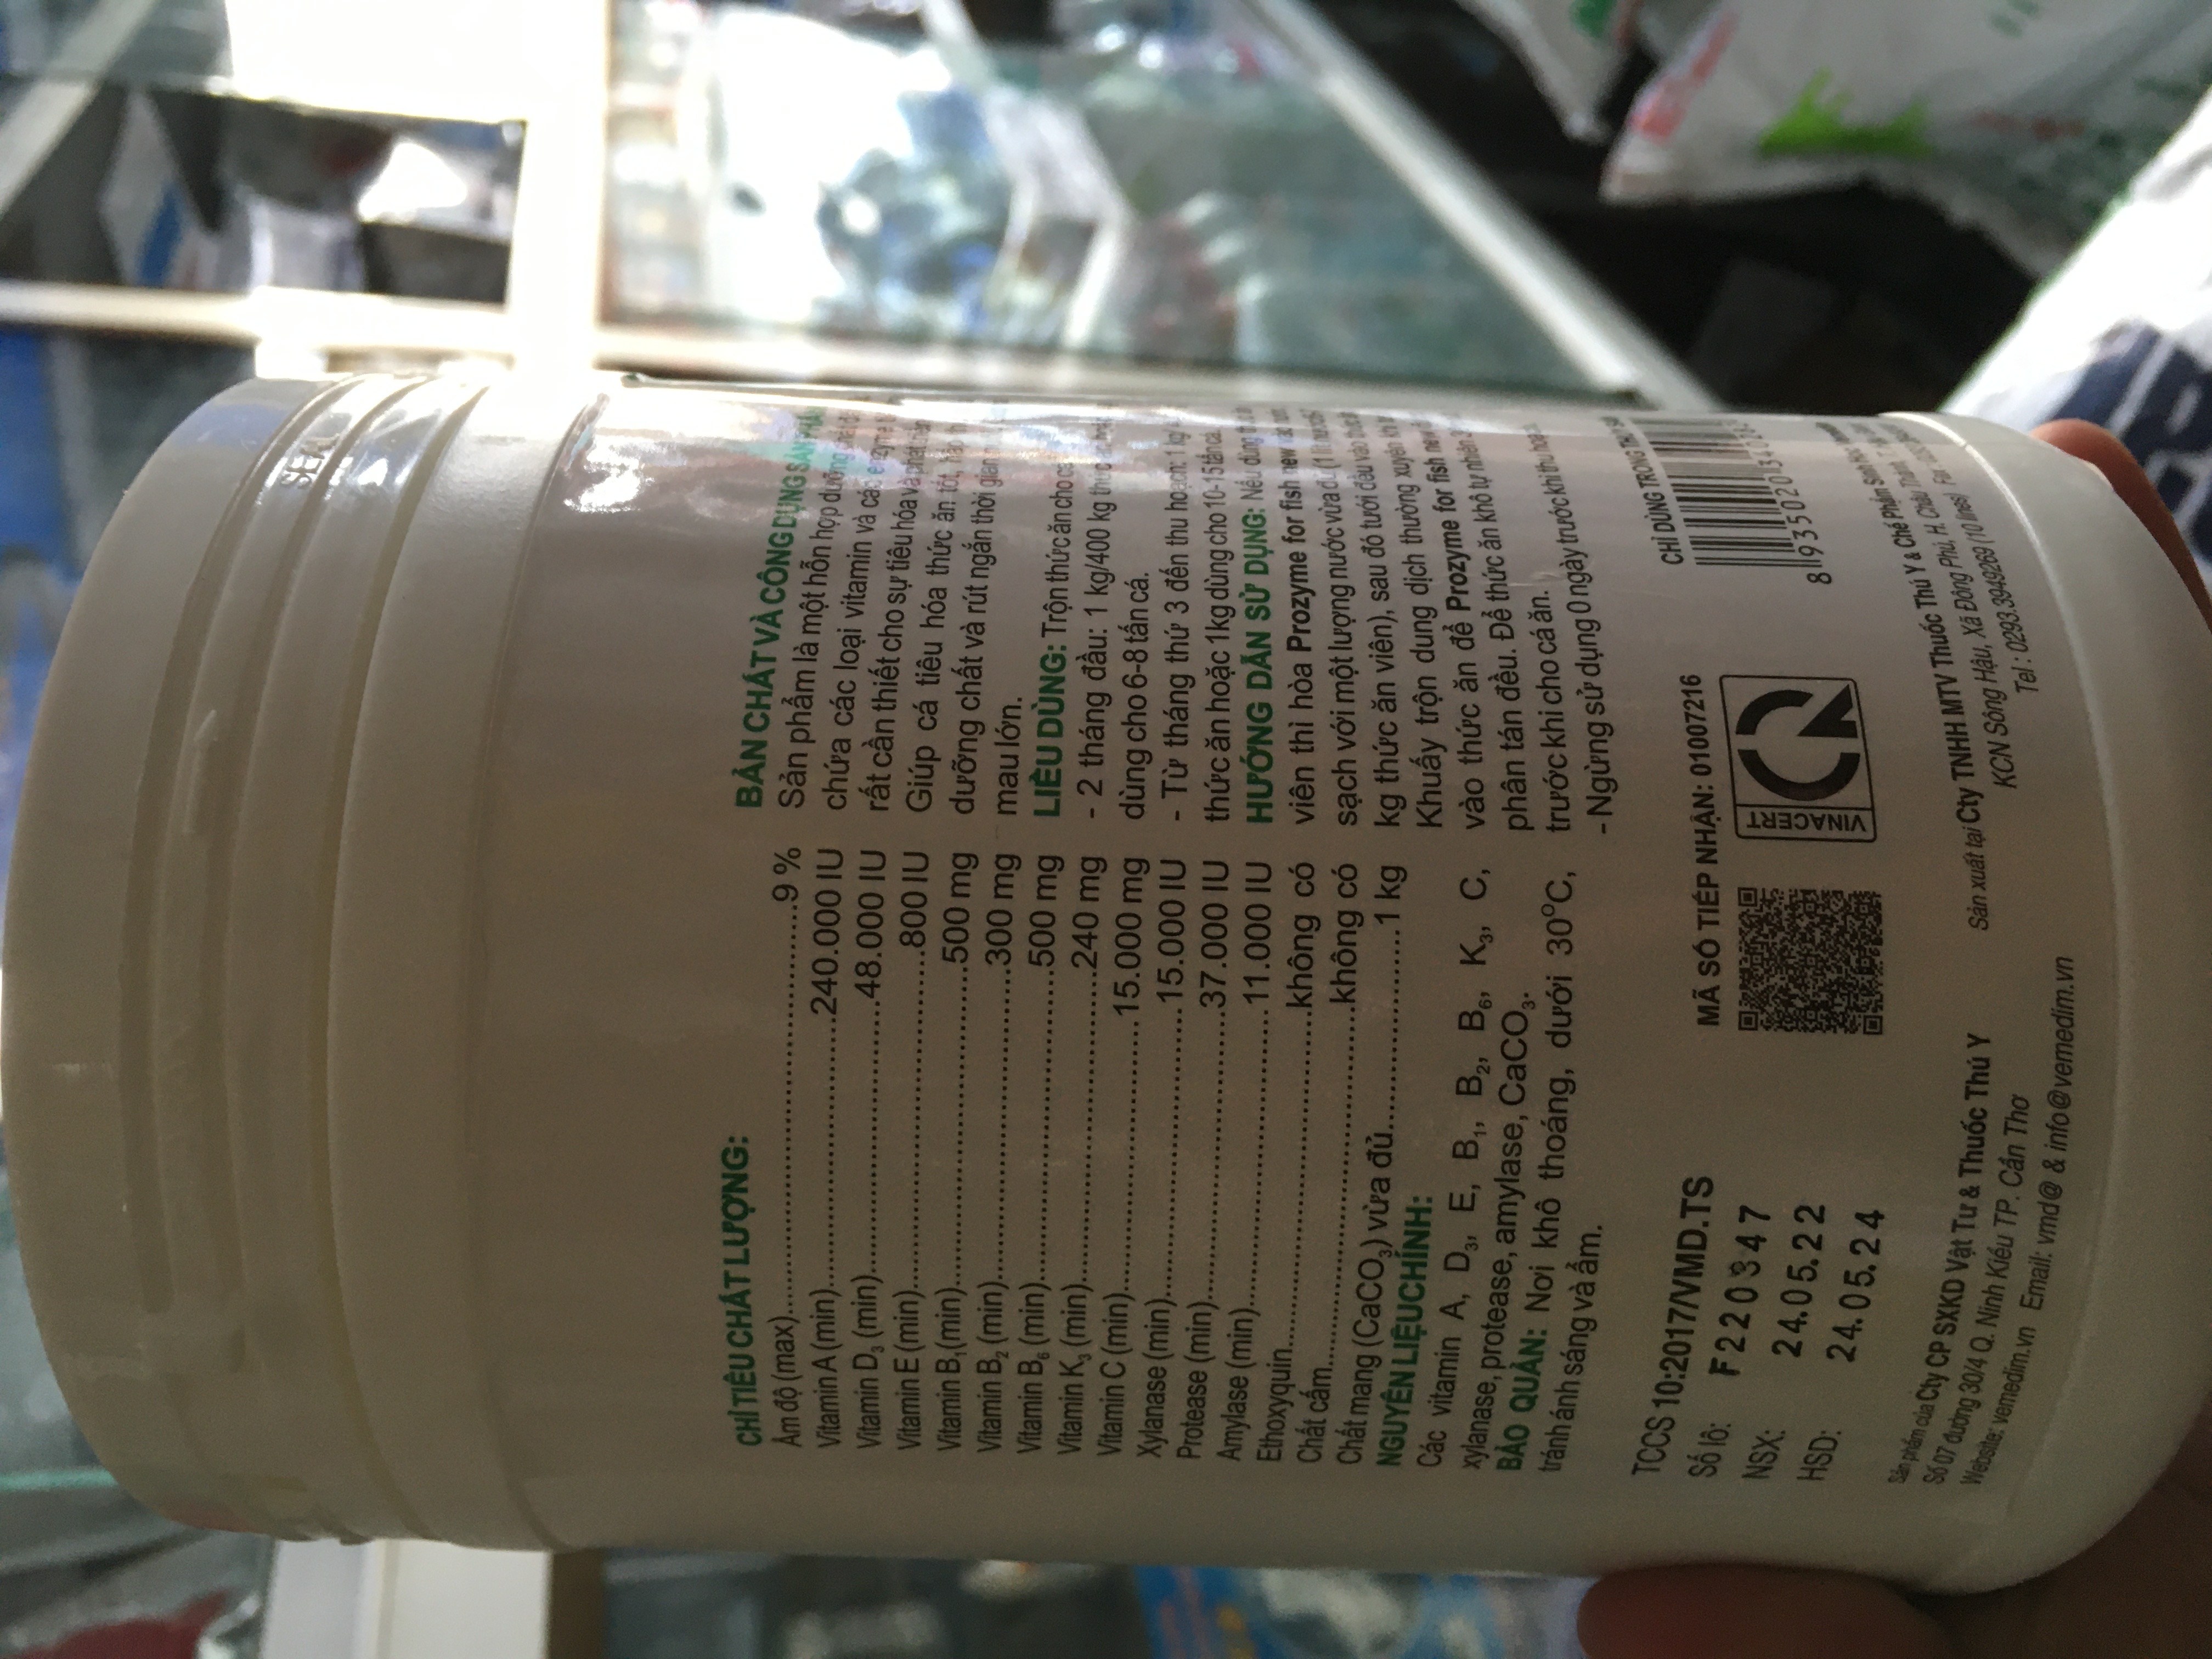 SEAL
CHỈ TIÊU CHẤT LƯỢNG:
Ẩm độ (max)....................9 %
Vitamin A (min)....................240.000 IU
Vitamin D₃ (min)....................48.000 IU
Vitamin E (min)....................800 IU
Vitamin B₁(min)....................500 mg
Vitamin B₂ (min)....................300 mg
Vitamin B₆ (min)....................500 mg
Vitamin K₃ (min)....................240 mg
Vitamin C (min)....................15.000 mg
Xylanase (min)....................15.000 IU
Protease (min)....................37.000 IU
Amylase (min)....................11.000 IU
Ethoxyquin....................không có
Chất cấm....................không có
Chất mang (CaCO₃) vừa đủ....................1 kg
NGUYÊN LIỆU CHÍNH:
Các vitamin A, D₃, E, B₁, B₂, B₆, K₃, C,
xylanase, protease, amylase, CaCO₃.
BẢO QUẢN: Nơi khô thoáng, dưới 30°C,
tránh ánh sáng và ẩm.
BẢN CHẤT VÀ CÔNG DỤNG SẢN PHẨM
Sản phẩm là một hỗn hợp dưỡng
chứa các loại vitamin và các enzyme
rất cần thiết cho sự tiêu hóa và phát
Giúp cá tiêu hóa thức ăn tốt, hấp
dưỡng chất và rút ngắn thời gian
mau lớn.
LIỀU DÙNG: Trộn thức ăn cho cá
- 2 tháng đầu: 1 kg/400 kg thức
dùng cho 6-8 tấn cá.
- Từ tháng thứ 3 đến thu hoạch: 1 kg
thức ăn hoặc 1kg dùng cho 10-15 tấn cá.
HƯỚNG DẪN SỬ DỤNG: Nếu dùng
viên thì hòa Prozyme for fish new
sạch với một lượng nước vừa đủ (1 lít
kg thức ăn viên), sau đó tưới đều vào
Khuấy trộn dung dịch thường xuyên
vào thức ăn để Prozyme for fish new
phân tán đều. Để thức ăn khô tự nhiên
trước khi cho cá ăn.
- Ngừng sử dụng 0 ngày trước khi thu hoạch.
TCCS 10:2017/VMD.TS
Số lô: F220347
NSX: 24.05.22
HSD: 24.05.24
MÃ SỐ TIẾP NHẬN: 01007216
VINACERT
CHỈ DÙNG TRONG THÚ
8 935020
Sản phẩm của Cty CP SXKD Vật Tư & Thuốc Thú Y
Số 07 đường 30/4 Q. Ninh Kiều TP. Cần Thơ
Website: vemedim.vn Email: vmd@ & info@vemedim.vn
Sản xuất tại Cty TNHH MTV Thuốc Thú Y & Chế Phẩm Sinh Học
KCN Sông Hậu, Xã Đông Phú, H. Châu Thành,
Tel : 0293.3949269 (10 lines) Fax